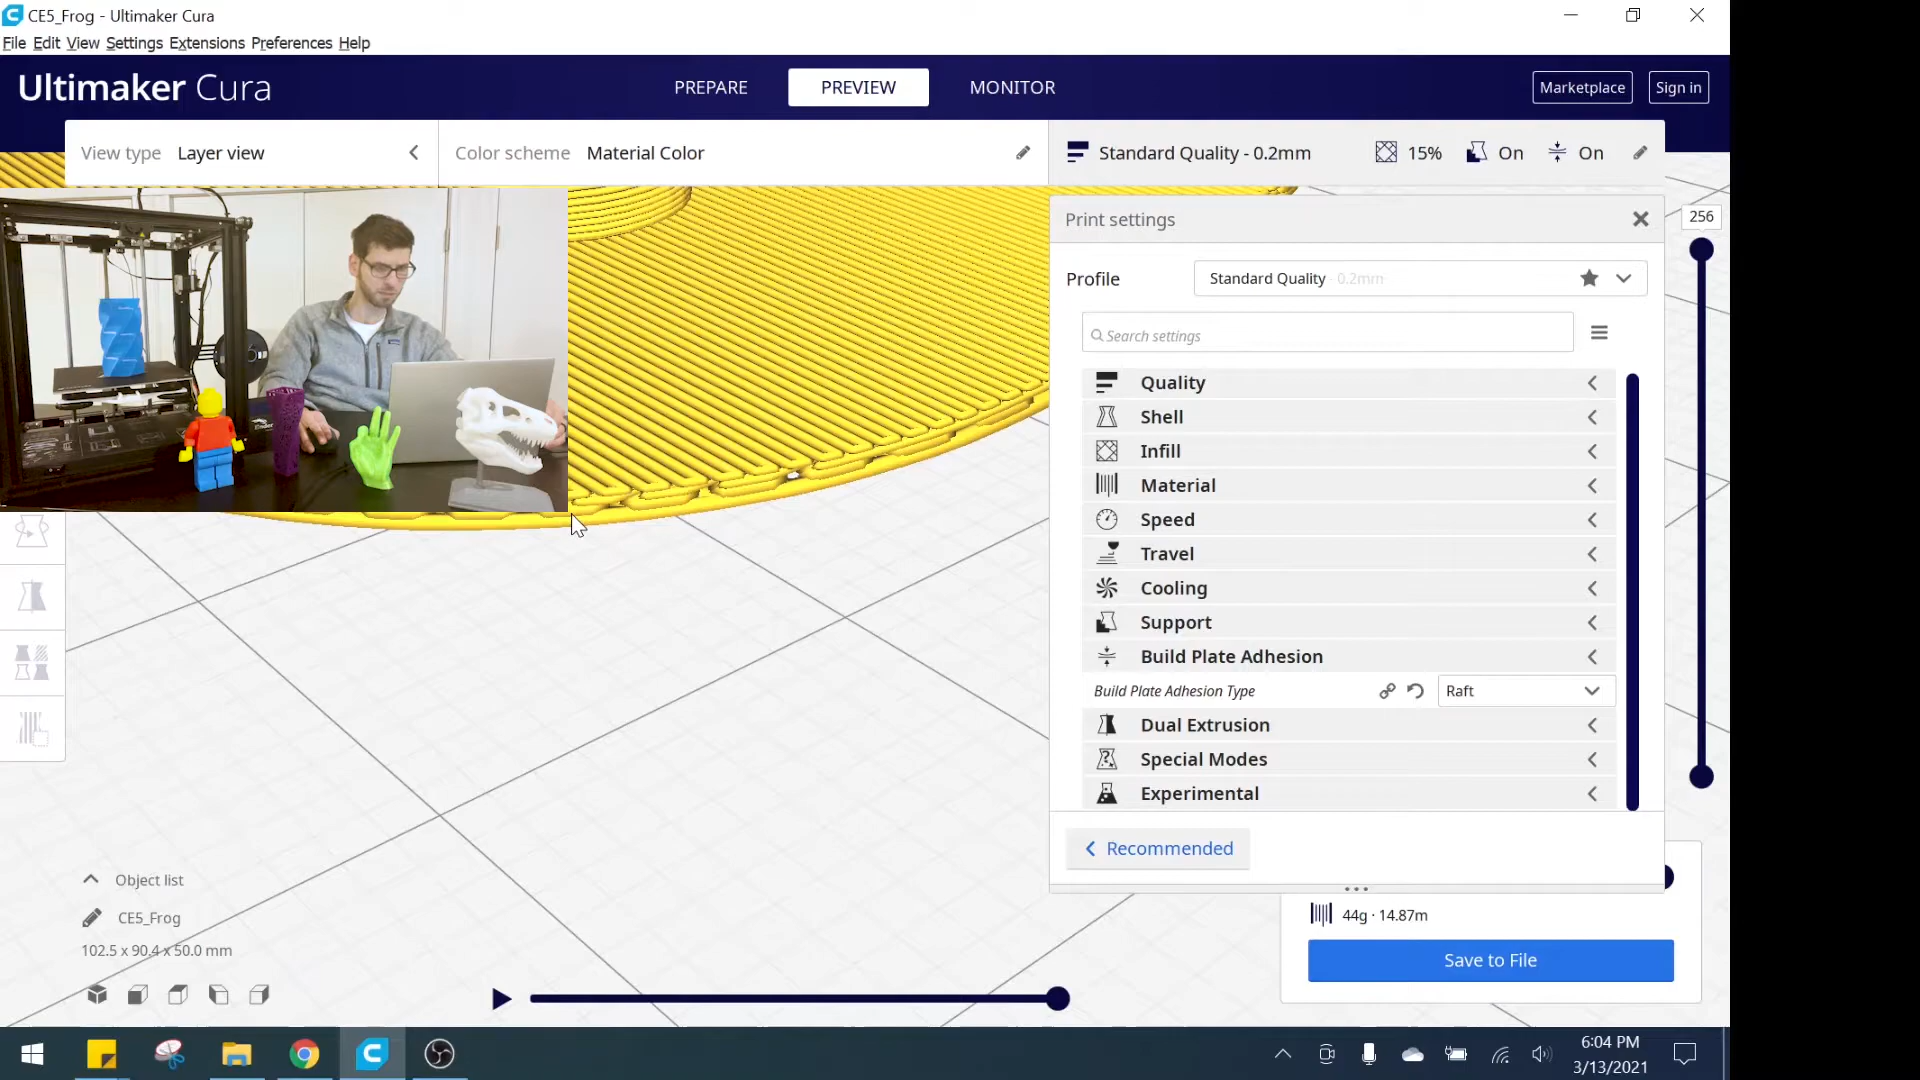 CE5_Frog - Ultimaker Cura
File Edit View Settings Extensions Preferences Help
Ultimaker Cura
PREPARE
PREVIEW
MONITOR
Marketplace
Sign in
View type Layer view
Color scheme Material Color
Standard Quality - 0.2mm
15%
On
On
Print settings
256
Profile
Standard Quality - 0.2mm
Search settings
Quality
Shell
Infill
Material
Speed
Travel
Cooling
Support
Build Plate Adhesion
Build Plate Adhesion Type
Raft
Dual Extrusion
Special Modes
Experimental
Recommended
Object list
CE5_Frog
102.5 x 90.4 x 50.0 mm
44g · 14.87m
Save to File
6:04 PM
3/13/2021